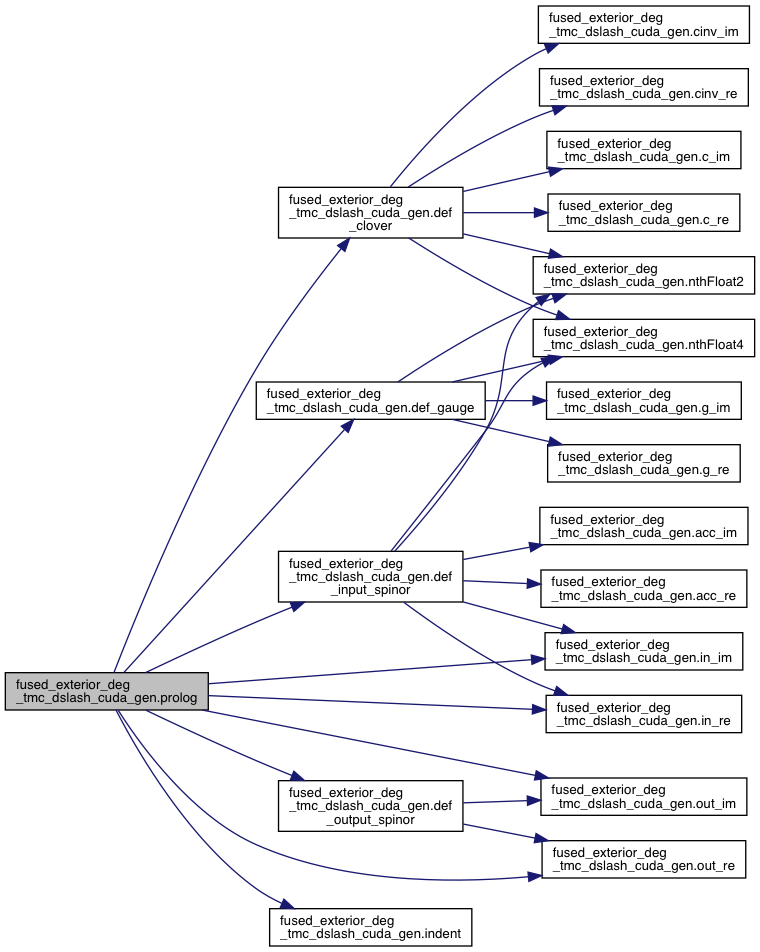 fused_exterior_deg
_tmc_dslash_cuda_gen.cinv_im
fused_exterior_deg
_tmc_dslash_cuda_gen.cinv_re
fused_exterior_deg
_tmc_dslash_cuda_gen.c_im
fused_exterior_deg
_tmc_dslash_cuda_gen.def
_clover
fused_exterior_deg
_tmc_dslash_cuda_gen.c_re
fused_exterior_deg
_tmc_dslash_cuda_gen.nthFloat2
fused_exterior_deg
_tmc_dslash_cuda_gen.nthFloat4
fused_exterior_deg
_tmc_dslash_cuda_gen.def_gauge
fused_exterior_deg
_tmc_dslash_cuda_gen.g_im
fused_exterior_deg
_tmc_dslash_cuda_gen.g_re
fused_exterior_deg
_tmc_dslash_cuda_gen.acc_im
fused_exterior_deg
_tmc_dslash_cuda_gen.def
_input_spinor
fused_exterior_deg
_tmc_dslash_cuda_gen.acc_re
fused_exterior_deg
_tmc_dslash_cuda_gen.in_im
fused_exterior_deg
_tmc_dslash_cuda_gen.prolog
fused_exterior_deg
_tmc_dslash_cuda_gen.in_re
fused_exterior_deg
_tmc_dslash_cuda_gen.def
_output_spinor
fused_exterior_deg
_tmc_dslash_cuda_gen.out_im
fused_exterior_deg
_tmc_dslash_cuda_gen.out_re
fused_exterior_deg
_tmc_dslash_cuda_gen.indent